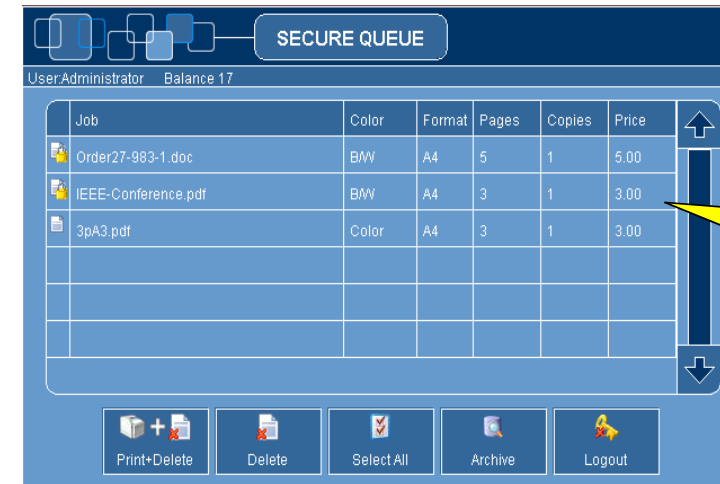 SECURE QUEUE
User:Administrator Balance 17
Job Color Format Pages Copies Price
Order27-983-1.doc B/W A4 5 1 5.00
IEEE-Conference.pdf B/W A4 3 1 3.00
3pA3.pdf Color A4 3 1 3.00
Print+Delete Delete Select All Archive Logout